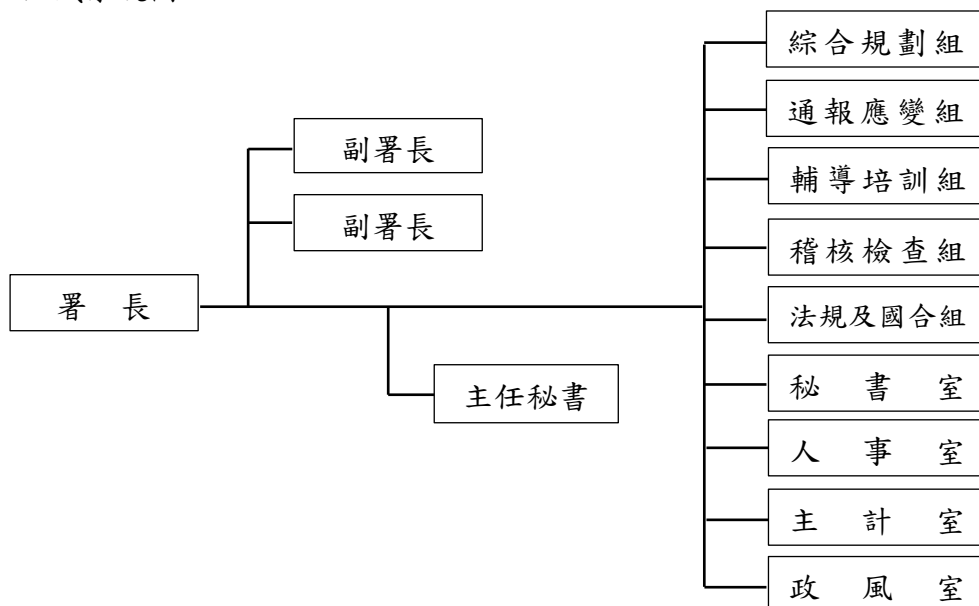 綜合規劃組
通報應變組
副署長
輔導培訓組
副署長
稽核檢查組
署長
法規及國合組
主任秘書
秘書室
人事室
主計室
政風室